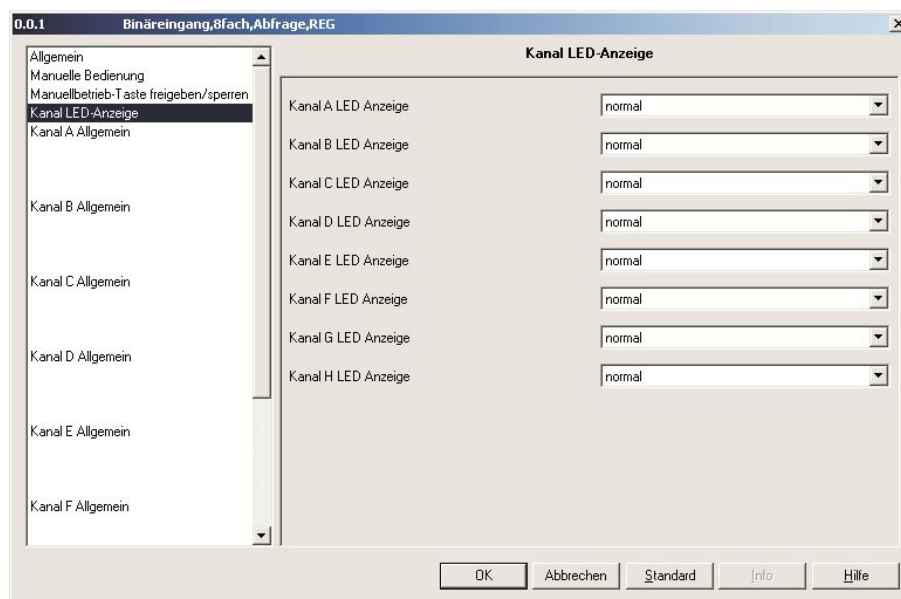 0.0.1 Binäreingang,8fach,Abfrage,REG
Allgemein
Manuelle Bedienung
Manuellbetrieb-Taste freigeben/sperren
Kanal LED-Anzeige
Kanal A Allgemein
Kanal B Allgemein
Kanal C Allgemein
Kanal D Allgemein
Kanal E Allgemein
Kanal F Allgemein
Kanal LED-Anzeige
Kanal A LED Anzeige normal
Kanal B LED Anzeige normal
Kanal C LED Anzeige normal
Kanal D LED Anzeige normal
Kanal E LED Anzeige normal
Kanal F LED Anzeige normal
Kanal G LED Anzeige normal
Kanal H LED Anzeige normal
OK Abbrechen Standard Info Hilfe